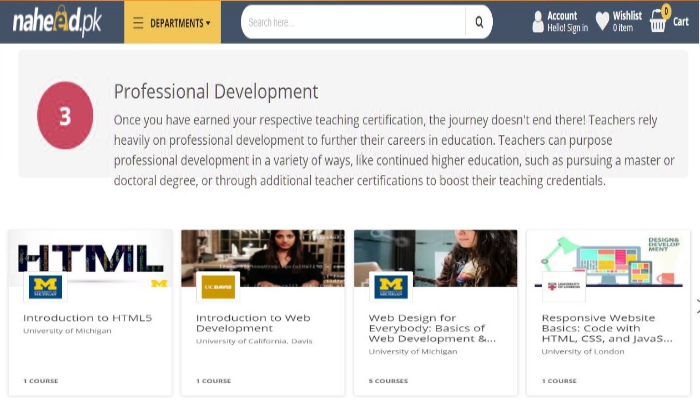 naheed.pk
DEPARTMENTS
Search here...
Account
Hello! Sign in
Wishlist
0 item
0
Cart
3
Professional Development
Once you have earned your respective teaching certification, the journey doesn't end there! Teachers rely
heavily on professional development to further their careers in education. Teachers can purpose
professional development in a variety of ways, like continued higher education, such as pursuing a master or
doctoral degree, or through additional teacher certifications to boost their teaching credentials.
HTML
M
M
MICHIGAN
Introduction to HTML5
University of Michigan
1 COURSE
UC DAVIS
Introduction to Web
Development
University of California, Davis
1 COURSE
M
MICHIGAN
Web Design for
Everybody: Basics of
Web Development &...
University of Michigan
5 COURSES
DESIGN&
DEVELOP
MENT
UNIVERSITY
OF LONDON
Responsive Website
Basics: Code with
HTML, CSS, and JavaS...
University of London
1 COURSE